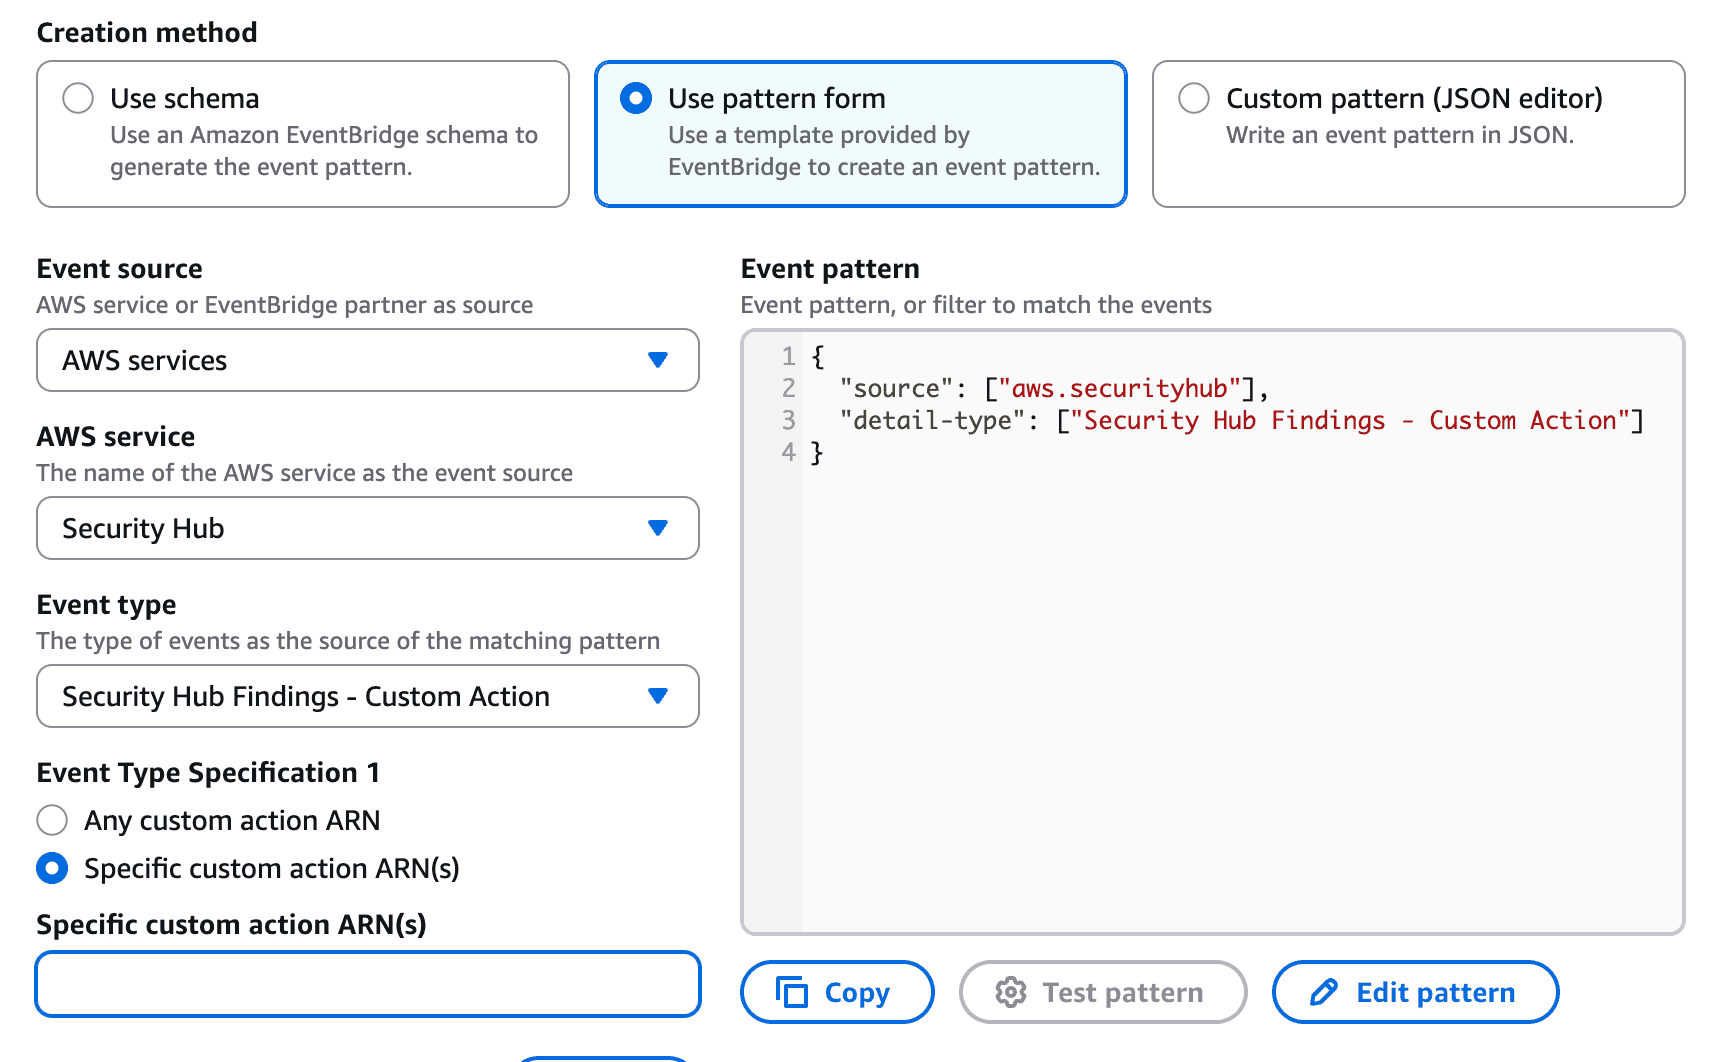 Creation method
Use schema
Use an Amazon EventBridge schema to
generate the event pattern.
Use pattern form
Use a template provided by
EventBridge to create an event pattern.
Custom pattern (JSON editor)
Write an event pattern in JSON.
Event source
AWS service or EventBridge partner as source
AWS services
AWS service
The name of the AWS service as the event source
Security Hub
Event type
The type of events as the source of the matching pattern
Security Hub Findings - Custom Action
Event Type Specification 1
Any custom action ARN
Specific custom action ARN(s)
Specific custom action ARN(s)
Event pattern
Event pattern, or filter to match the events
1 {
2 "source": ["aws.securityhub"],
3 "detail-type": ["Security Hub Findings - Custom Action"]
4 }
Copy
Test pattern
Edit pattern